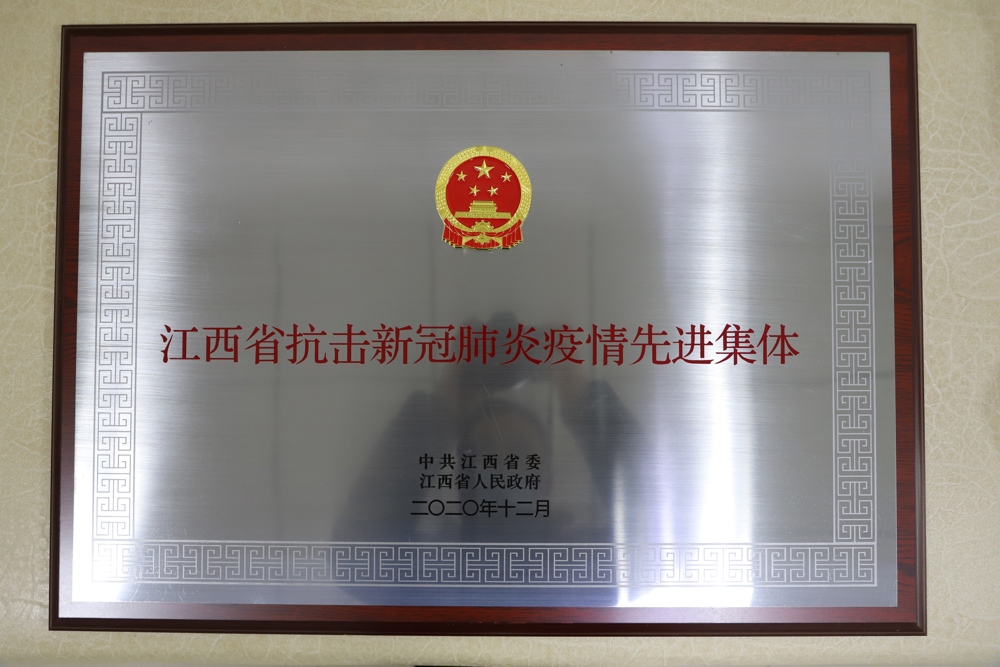 江西省抗击新冠肺炎疫情先进集体
中共江西省委
江西省人民政府
二〇二〇年十二月